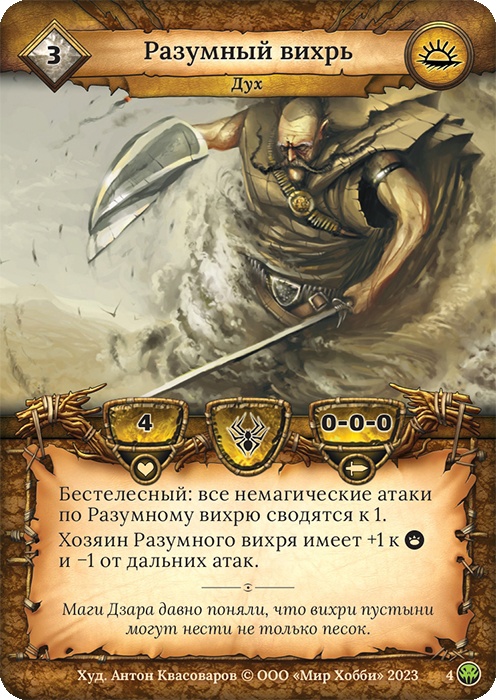 3
Разумный вихрь
Дух
4
0-0-0
Бестелесный: все немагические атаки
по Разумному вихрю сводятся к 1.
Хозяин Разумного вихря имеет +1 к
и −1 от дальних атак.
Маги Дзара давно поняли, что вихри пустыни
могут нести не только песок.
Худ. Антон Квасоваров © ООО «Мир Хобби» 2023
4